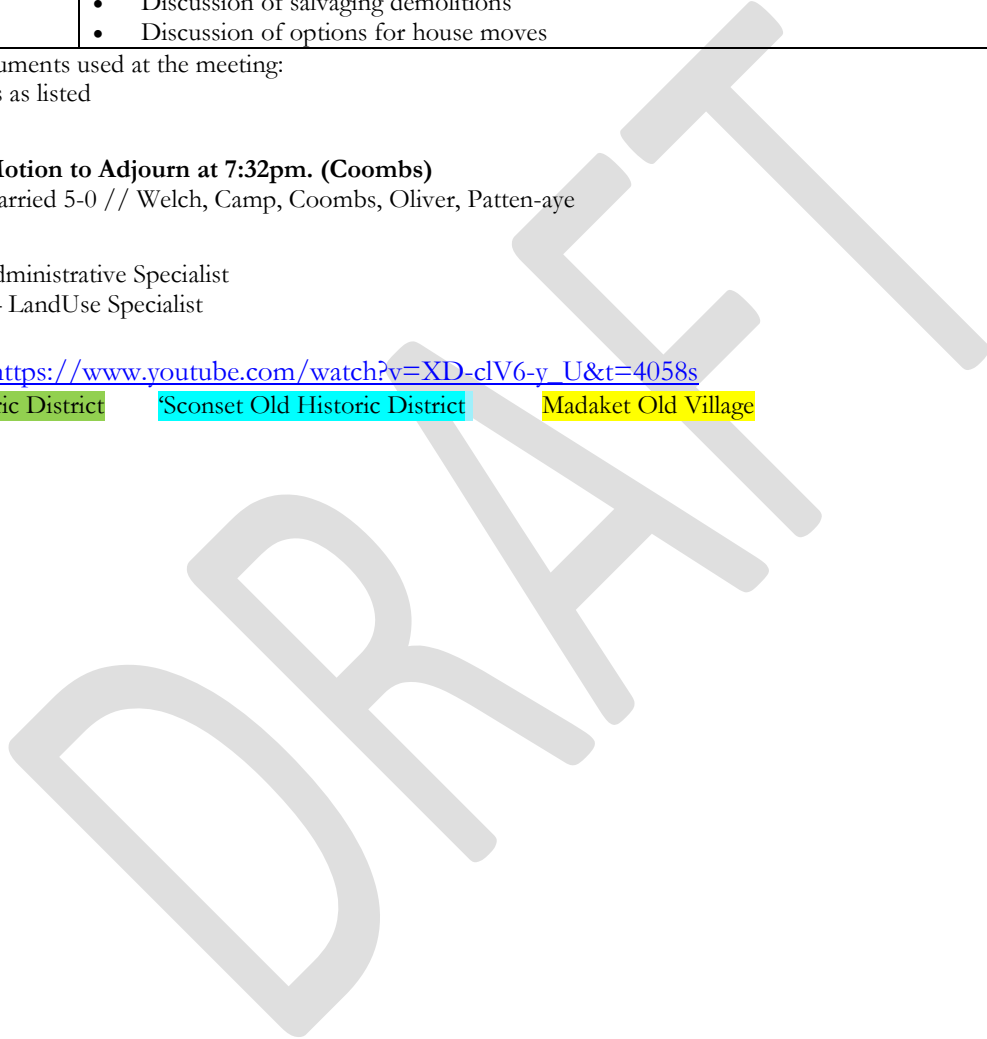 • Discussion of salvaging demolitions
• Discussion of options for house moves
uments used at the meeting:
s as listed
Motion to Adjourn at 7:32pm. (Coombs)
arried 5-0 // Welch, Camp, Coombs, Oliver, Patten-aye
dministrative Specialist
- LandUse Specialist
https://www.youtube.com/watch?v=XD-clV6-y_U&t=4058s
ric District ‘Sconset Old Historic District Madaket Old Village
DRAFT